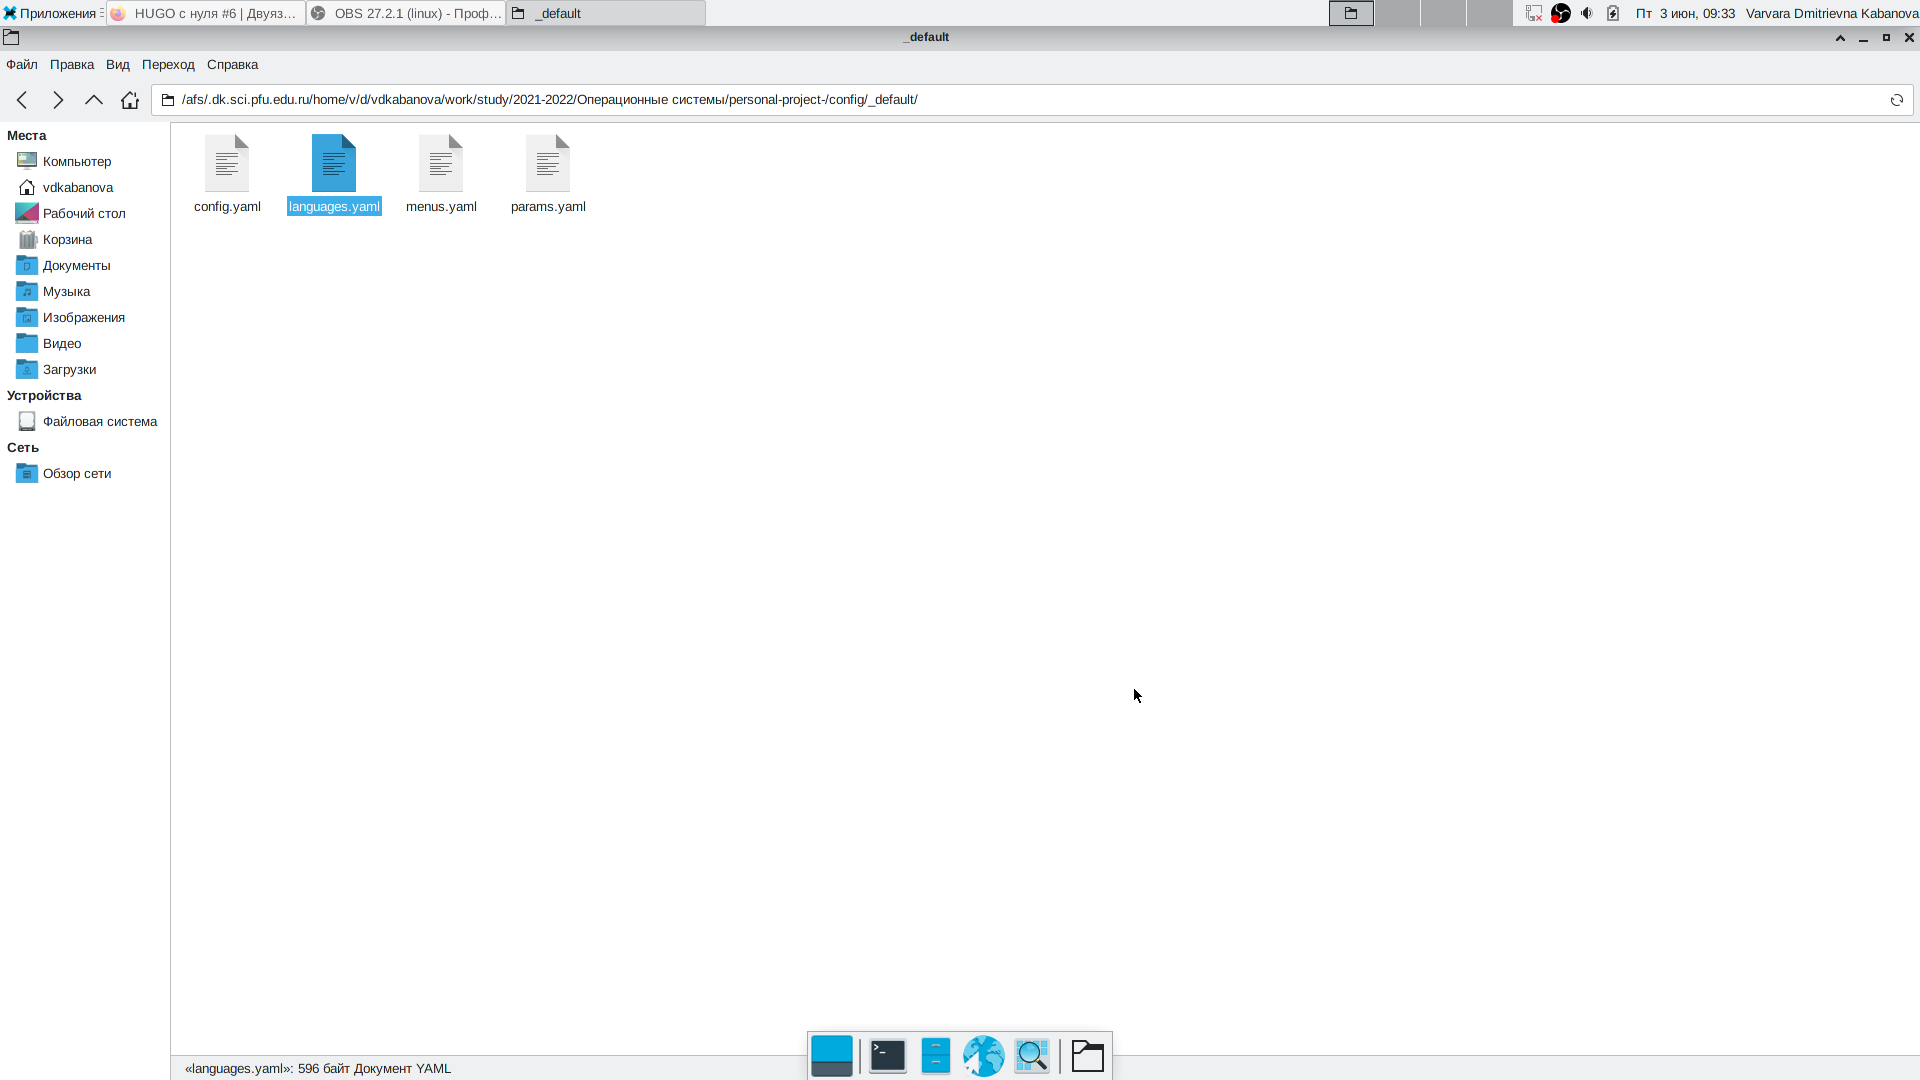 Приложения
HUGO с нуля #6 | Двуяз...
OBS 27.2.1 (linux) - Проф...
_default
Пт 3 июн, 09:33
Varvara Dmitrievna Kabanova
_default
Файл Правка Вид Переход Справка
/afs/.dk.sci.pfu.edu.ru/home/v/d/vdkabanova/work/study/2021-2022/Операционные системы/personal-project-/config/_default/
Места
Компьютер
vdkabanova
Рабочий стол
Корзина
Документы
Музыка
Изображения
Видео
Загрузки
Устройства
Файловая система
Сеть
Обзор сети
config.yaml
languages.yaml
menus.yaml
params.yaml
«languages.yaml»: 596 байт Документ YAML